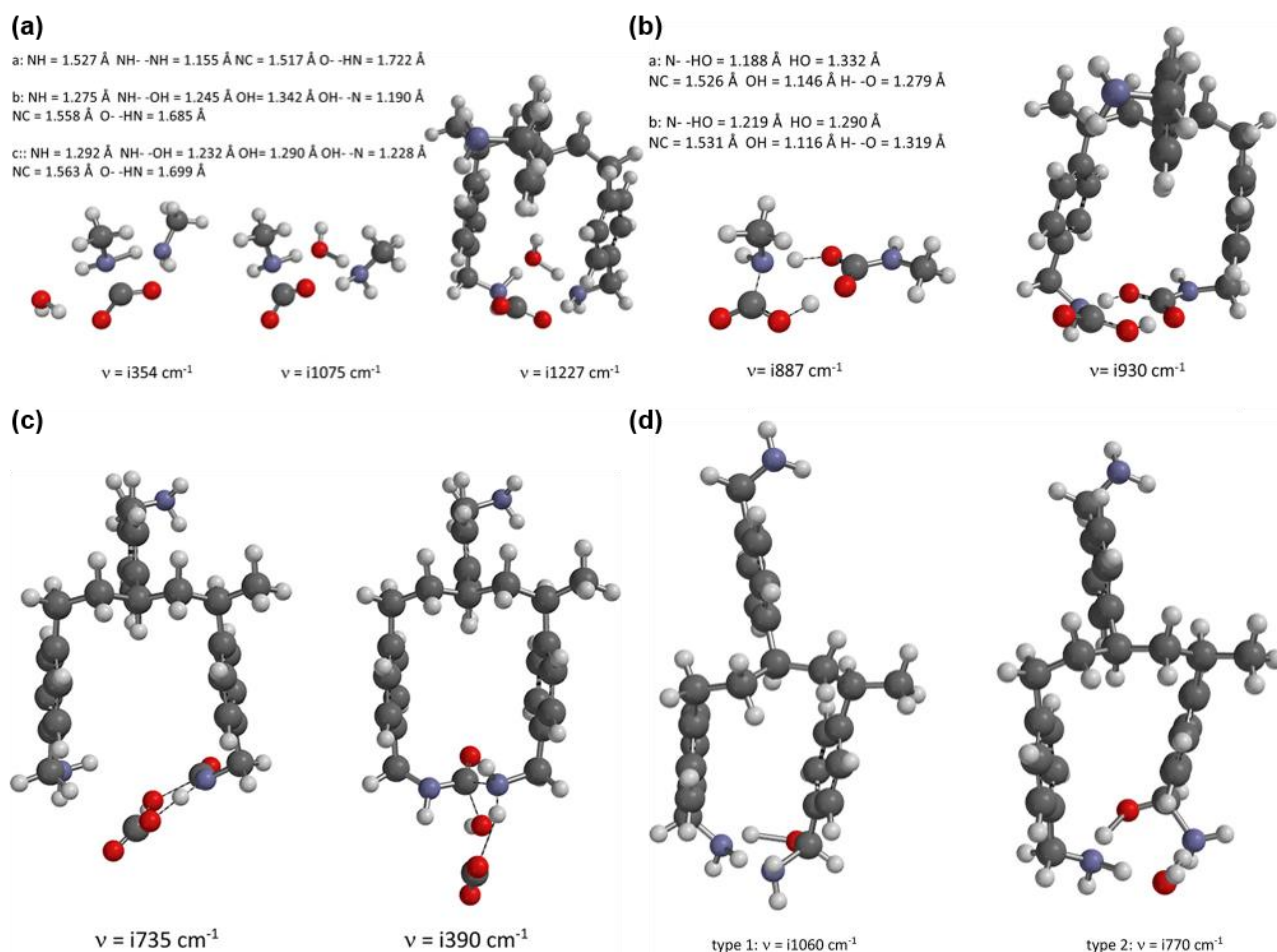 (a)
a: NH = 1.527 Å NH- -NH = 1.155 Å NC = 1.517 Å O- -HN = 1.722 Å
b: NH = 1.275 Å NH- -OH = 1.245 Å OH= 1.342 Å OH- -N = 1.190 Å
NC = 1.558 Å O- -HN = 1.685 Å
c:: NH = 1.292 Å NH- -OH = 1.232 Å OH= 1.290 Å OH- -N = 1.228 Å
NC = 1.563 Å O- -HN = 1.699 Å
ν = i354 cm⁻¹
ν = i1075 cm⁻¹
ν = i1227 cm⁻¹
(b)
a: N- -HO = 1.188 Å HO = 1.332 Å
NC = 1.526 Å OH = 1.146 Å H- -O = 1.279 Å
b: N- -HO = 1.219 Å HO = 1.290 Å
NC = 1.531 Å OH = 1.116 Å H- -O = 1.319 Å
ν= i887 cm⁻¹
ν= i930 cm⁻¹
(c)
ν = i735 cm⁻¹
ν = i390 cm⁻¹
(d)
type 1: ν = i1060 cm⁻¹
type 2: ν = i770 cm⁻¹